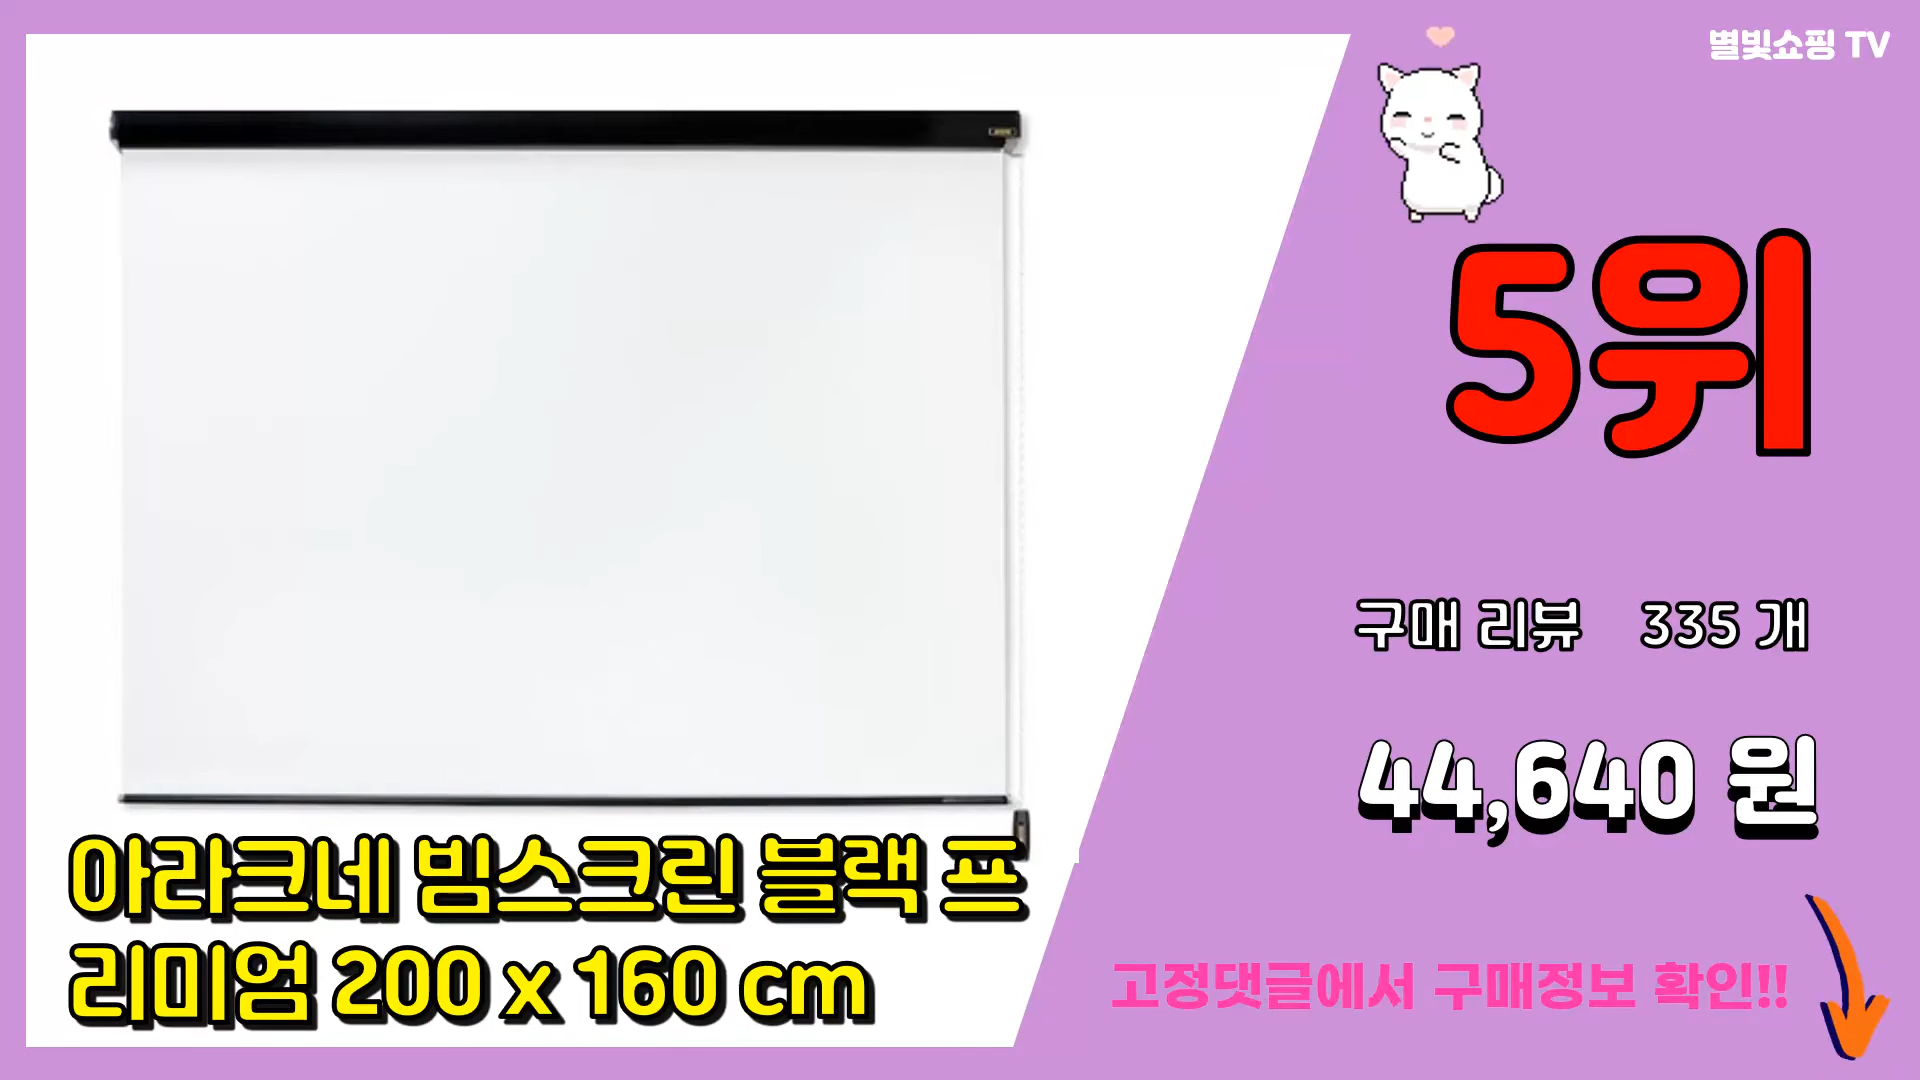 별빛쇼핑 TV
5위
구매 리뷰 335 개
44,640 원
아라크네 빔스크린 블랙 프
리미엄 200 x 160 cm
고정댓글에서 구매정보 확인!!